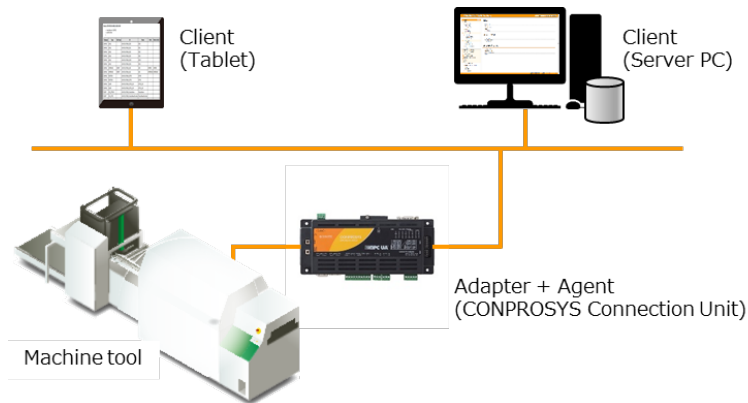 Client
(Tablet)
Client
(Server PC)
Adapter + Agent
(CONPROSYS Connection Unit)
Machine tool